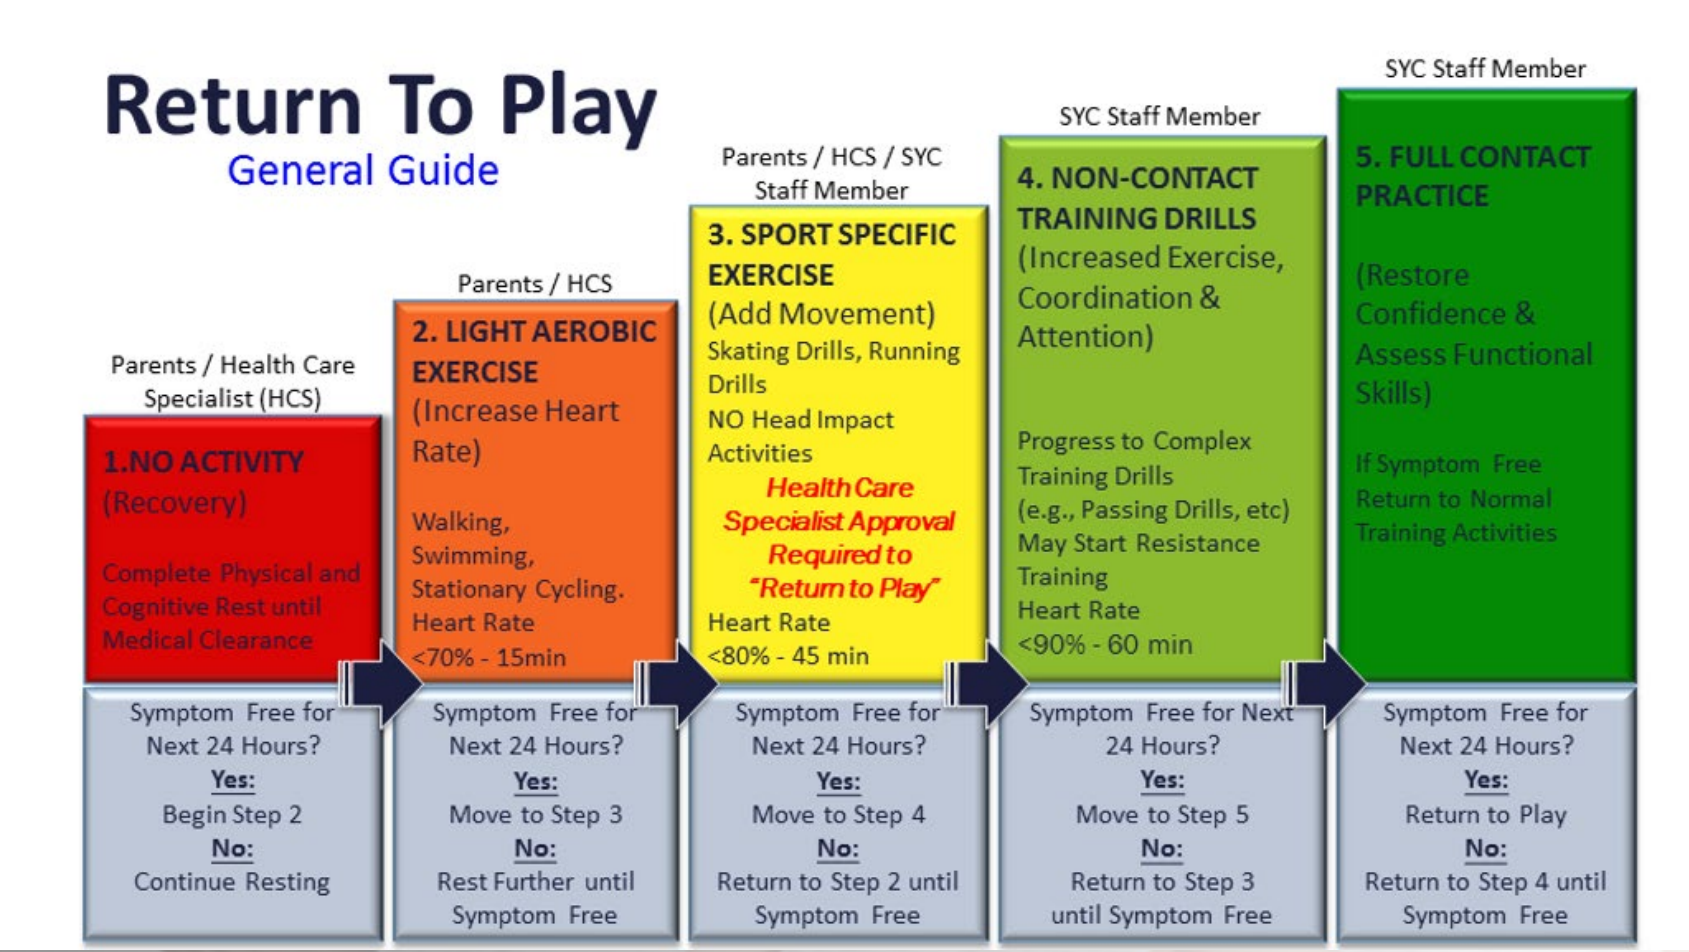 Return To Play
General Guide
Parents / Health Care
Specialist (HCS)
1.NO ACTIVITY
(Recovery)
Complete Physical and
Cognitive Rest until
Medical Clearance
Symptom Free for
Next 24 Hours?
Yes:
Begin Step 2
No:
Continue Resting
Parents / HCS
2. LIGHT AEROBIC
EXERCISE
(Increase Heart
Rate)
Walking,
Swimming,
Stationary Cycling.
Heart Rate
<70% - 15min
Symptom Free for
Next 24 Hours?
Yes:
Move to Step 3
No:
Rest Further until
Symptom Free
Parents / HCS / SYC
Staff Member
3. SPORT SPECIFIC
EXERCISE
(Add Movement)
Skating Drills, Running
Drills
NO Head Impact
Activities
Health Care
Specialist Approval
Required to
"Return to Play"
Heart Rate
<80% - 45 min
Symptom Free for
Next 24 Hours?
Yes:
Move to Step 4
No:
Return to Step 2 until
Symptom Free
SYC Staff Member
4. NON-CONTACT
TRAINING DRILLS
(Increased Exercise,
Coordination &
Attention)
Progress to Complex
Training Drills
(e.g., Passing Drills, etc)
May Start Resistance
Training
Heart Rate
<90% - 60 min
Symptom Free for Next
24 Hours?
Yes:
Move to Step 5
No:
Return to Step 3
until Symptom Free
SYC Staff Member
5. FULL CONTACT
PRACTICE
(Restore
Confidence &
Assess Functional
Skills)
If Symptom Free
Return to Normal
Training Activities
Symptom Free for
Next 24 Hours?
Yes:
Return to Play
No:
Return to Step 4 until
Symptom Free